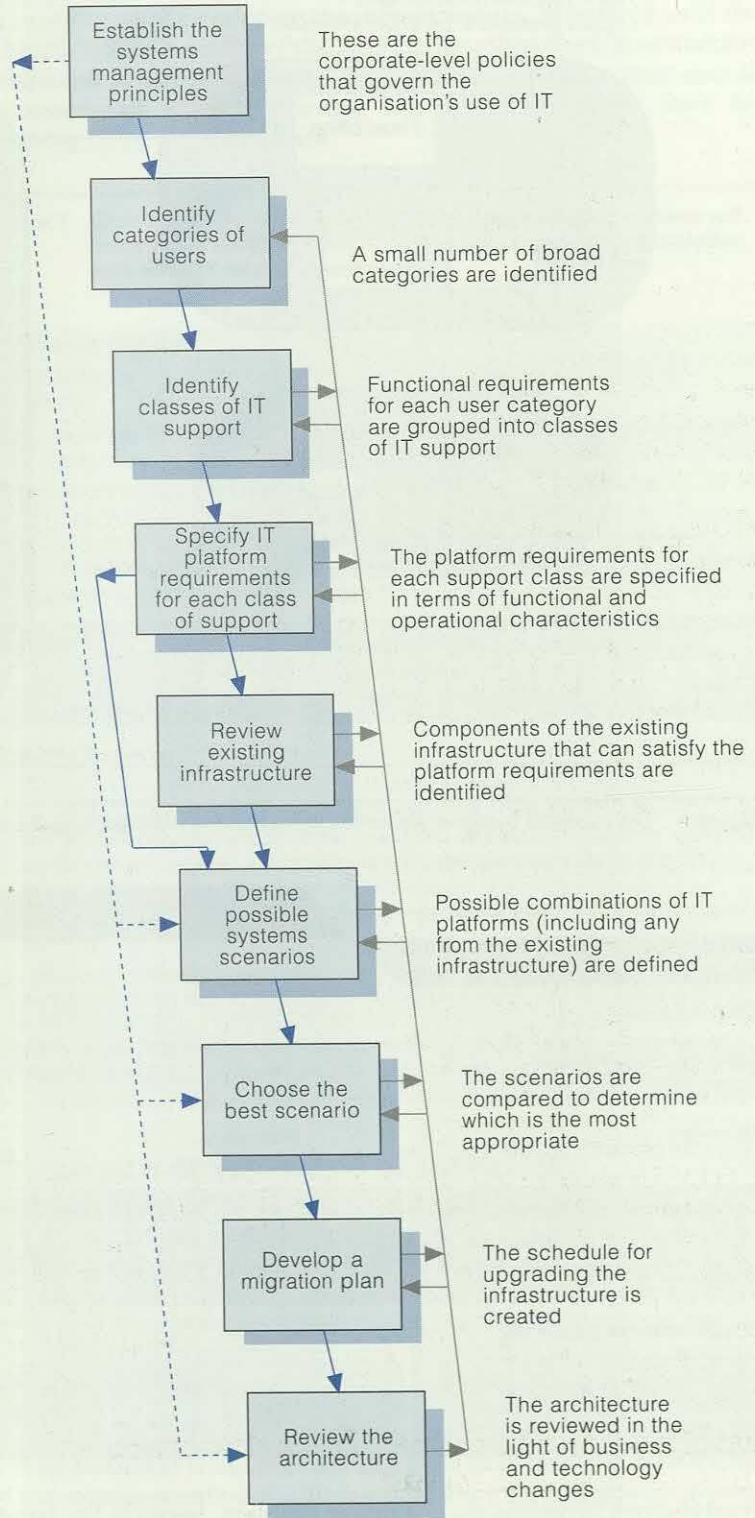 Establish the
systems
management
principles
These are the
corporate-level policies
that govern the
organisation's use of IT
Identify
categories of
users
A small number of broad
categories are identified
Identify
classes of IT
support
Functional requirements
for each user category
are grouped into classes
of IT support
Specify IT
platform
requirements
for each class
of support
The platform requirements for
each support class are specified
in terms of functional and
operational characteristics
Review
existing
infrastructure
Components of the existing
infrastructure that can satisfy the
platform requirements are
identified
Define
possible
systems
scenarios
Possible combinations of IT
platforms (including any
from the existing
infrastructure) are defined
Choose the
best scenario
The scenarios are
compared to determine
which is the most
appropriate
Develop a
migration plan
The schedule for
upgrading the
infrastructure is
created
Review the
architecture
The architecture
is reviewed in the
light of business
and technology
changes